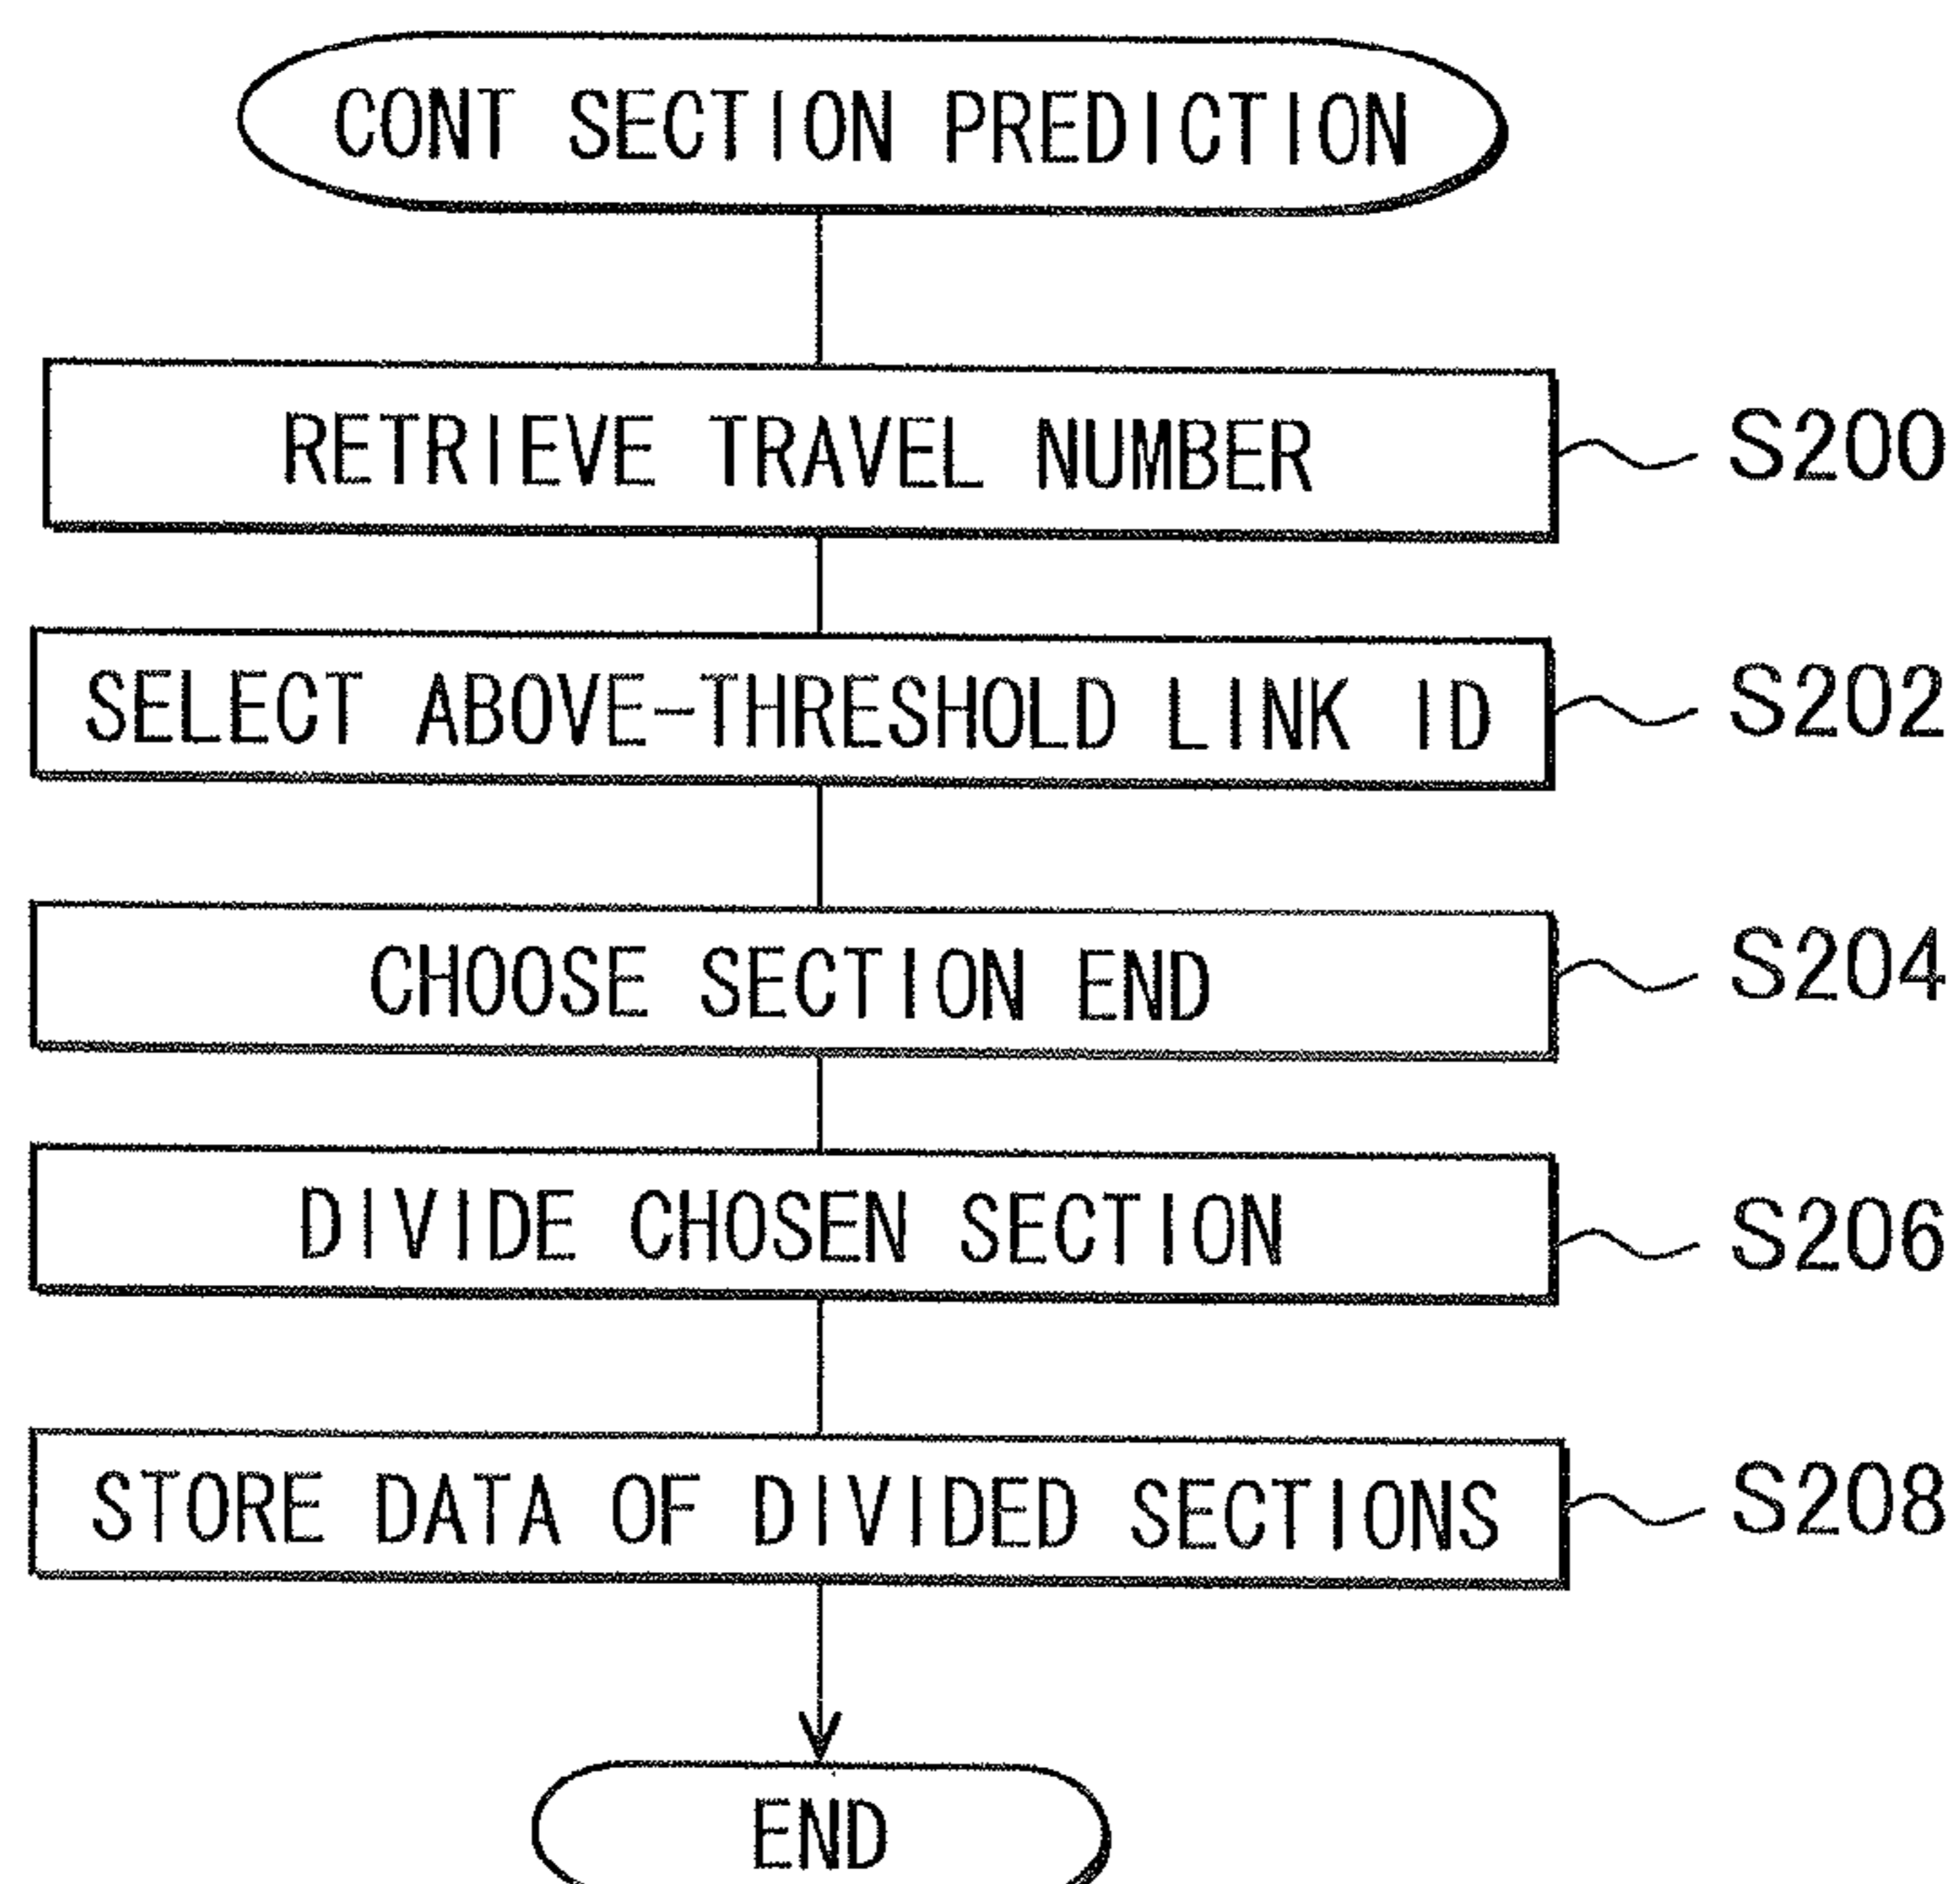 CONT SECTION PREDICTION
RETRIEVE TRAVEL NUMBER S200
SELECT ABOVE-THRESHOLD LINK ID S202
CHOOSE SECTION END S204
DIVIDE CHOSEN SECTION S206
STORE DATA OF DIVIDED SECTIONS S208
END